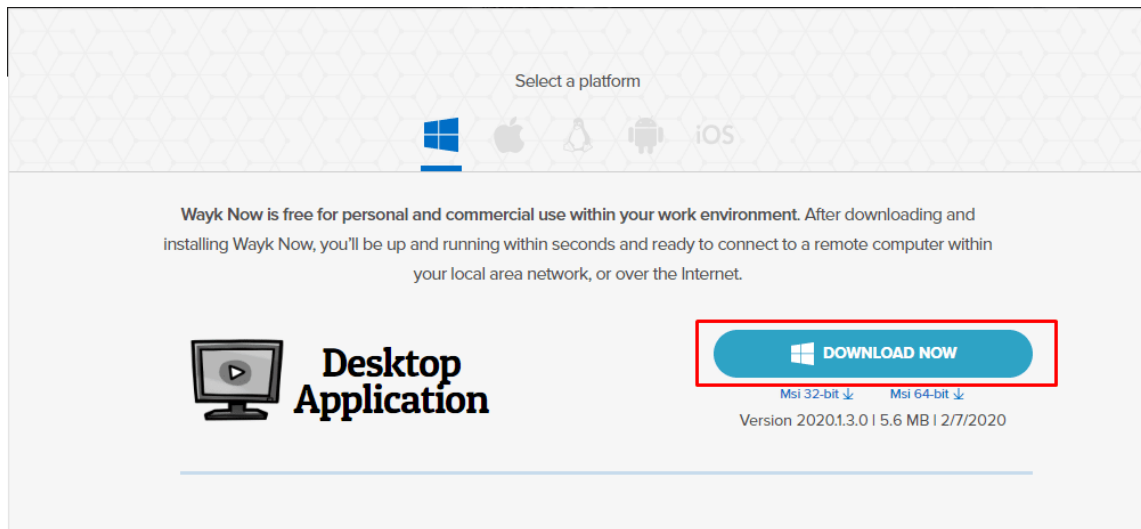 Select a platform
iOS
Wayk Now is free for personal and commercial use within your work environment. After downloading and
installing Wayk Now, you'll be up and running within seconds and ready to connect to a remote computer within
your local area network, or over the Internet.
Desktop
Application
DOWNLOAD NOW
Msi 32-bit Msi 64-bit
Version 2020.1.3.0 | 5.6 MB | 2/7/2020